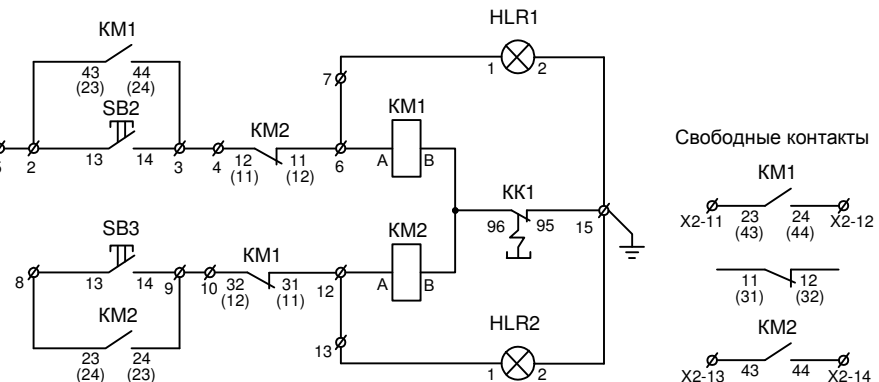 HLR1
KM1
43 44
(23) (24)
1 2
7
SB2
KM1
KM2
13 14
2 3 4
12 11
(11) (12)
6
A B
Свободные контакты
KM1
X2-11 23 24 X2-12
(43) (44)
KK1
96 95
15
SB3
KM1
KM2
8
13 14
9 10
32 31
(12) (11)
12
A B
11 12
(31) (32)
KM2
23 24
(24) (23)
13
HLR2
1 2
KM2
X2-13 43 44 X2-14